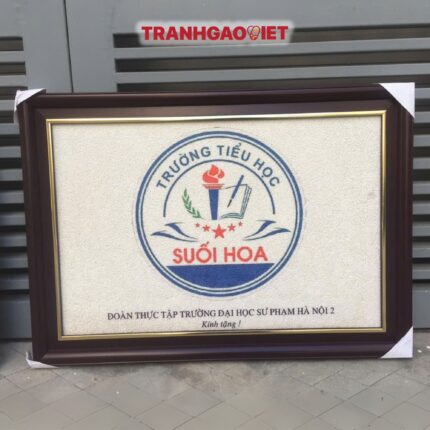 TRANHGAOVIET
TRƯỜNG TIỂU HỌC
SUỐI HOA
ĐOÀN THỰC TẬP TRƯỜNG ĐẠI HỌC SƯ PHẠM HÀ NỘI 2
Kính tặng !